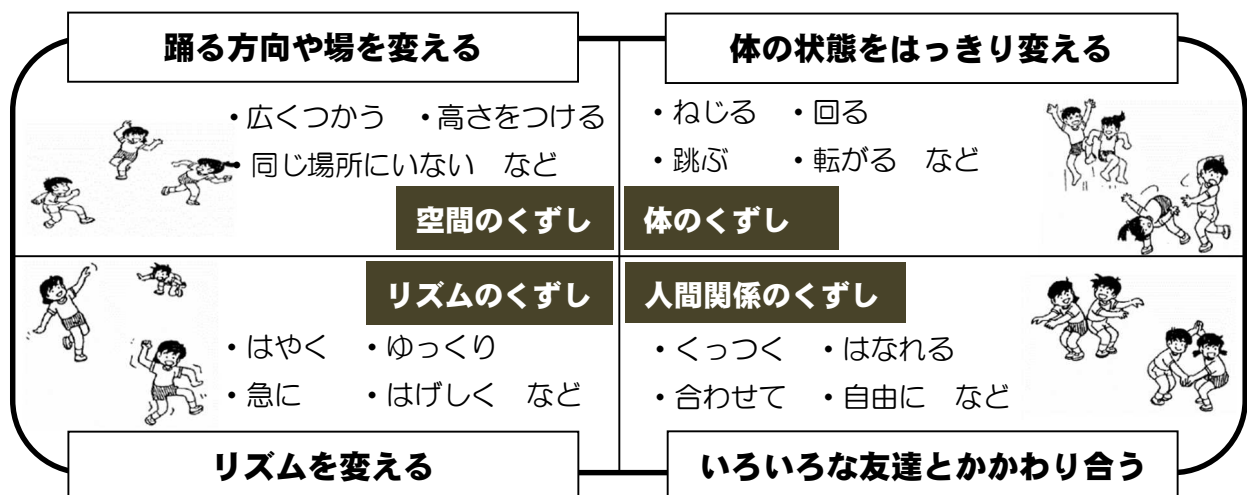 踊る方向や場を変える
・広くつかう ・高さをつける
・同じ場所にいない など
空間のくずし
体の状態をはっきり変える
・ねじる ・回る
・跳ぶ ・転がる など
体のくずし
リズムのくずし
・はやく ・ゆっくり
・急に ・はげしく など
リズムを変える
人間関係のくずし
・くっつく ・はなれる
・合わせて ・自由に など
いろいろな友達とかかわり合う